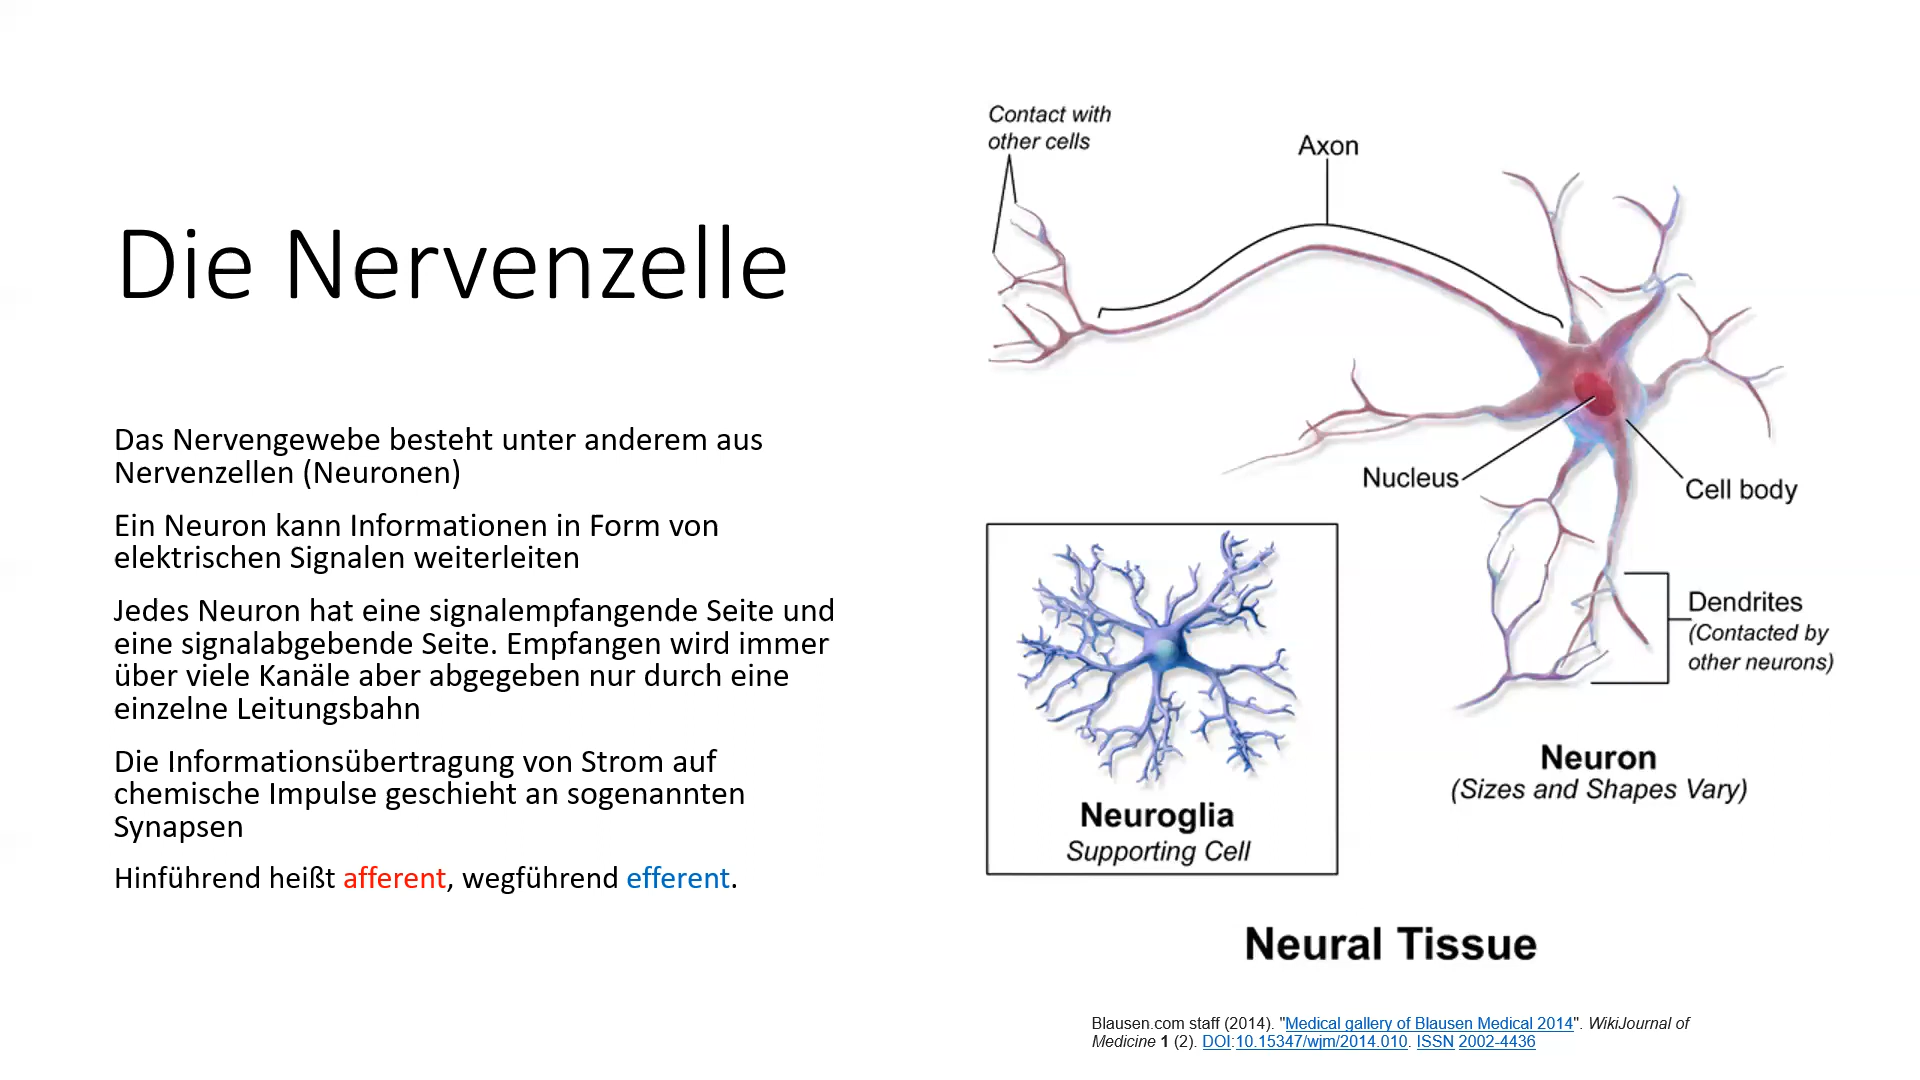 Die Nervenzelle
Das Nervengewebe besteht unter anderem aus
Nervenzellen (Neuronen)
Ein Neuron kann Informationen in Form von
elektrischen Signalen weiterleiten
Jedes Neuron hat eine signalempfangende Seite und
eine signalabgebende Seite. Empfangen wird immer
über viele Kanäle aber abgegeben nur durch eine
einzelne Leitungsbahn
Die Informationsübertragung von Strom auf
chemische Impulse geschieht an sogenannten
Synapsen
Hinführend heißt afferent, wegführend efferent.
Contact with
other cells
Axon
Nucleus
Cell body
Dendrites
(Contacted by
other neurons)
Neuron
(Sizes and Shapes Vary)
Neuroglia
Supporting Cell
Neural Tissue
Blausen.com staff (2014). "Medical gallery of Blausen Medical 2014". WikiJournal of
Medicine 1 (2). DOI:10.15347/wjm/2014.010. ISSN 2002-4436